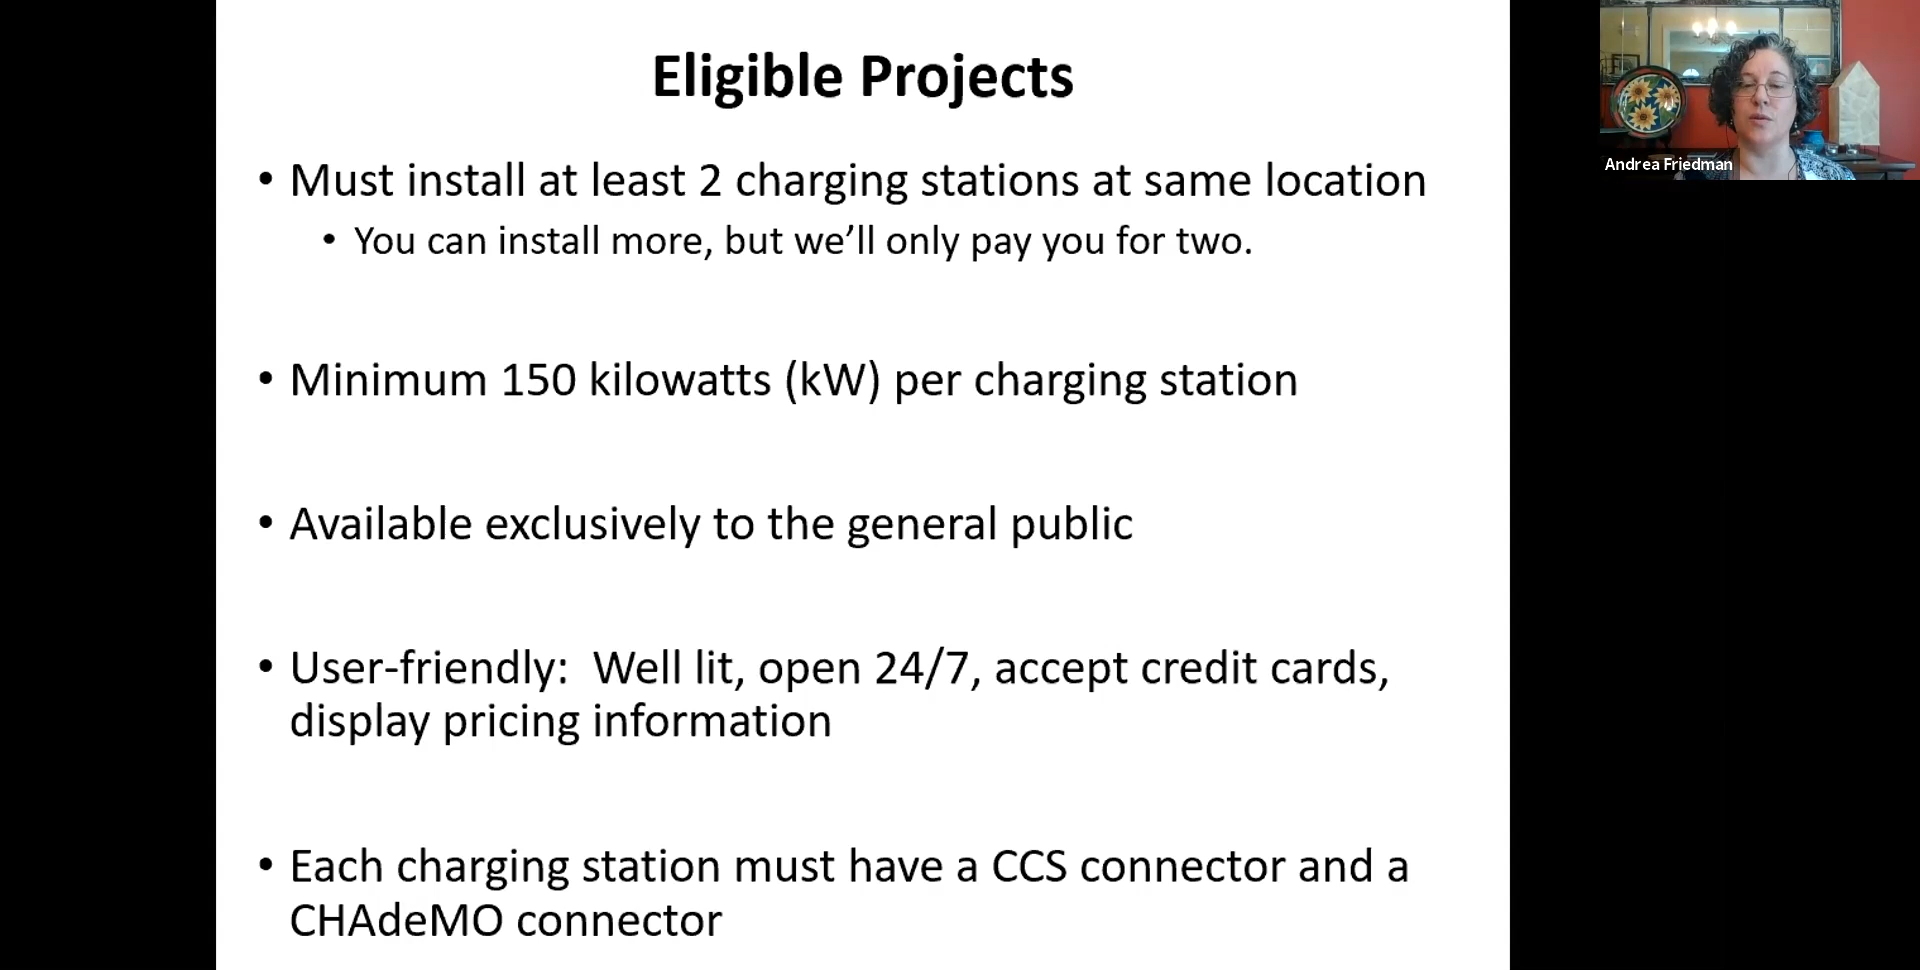 Eligible Projects
• Must install at least 2 charging stations at same location
• You can install more, but we’ll only pay you for two.
• Minimum 150 kilowatts (kW) per charging station
• Available exclusively to the general public
• User-friendly:  Well lit, open 24/7, accept credit cards,
display pricing information
• Each charging station must have a CCS connector and a
CHAdeMO connector
Andrea Friedman